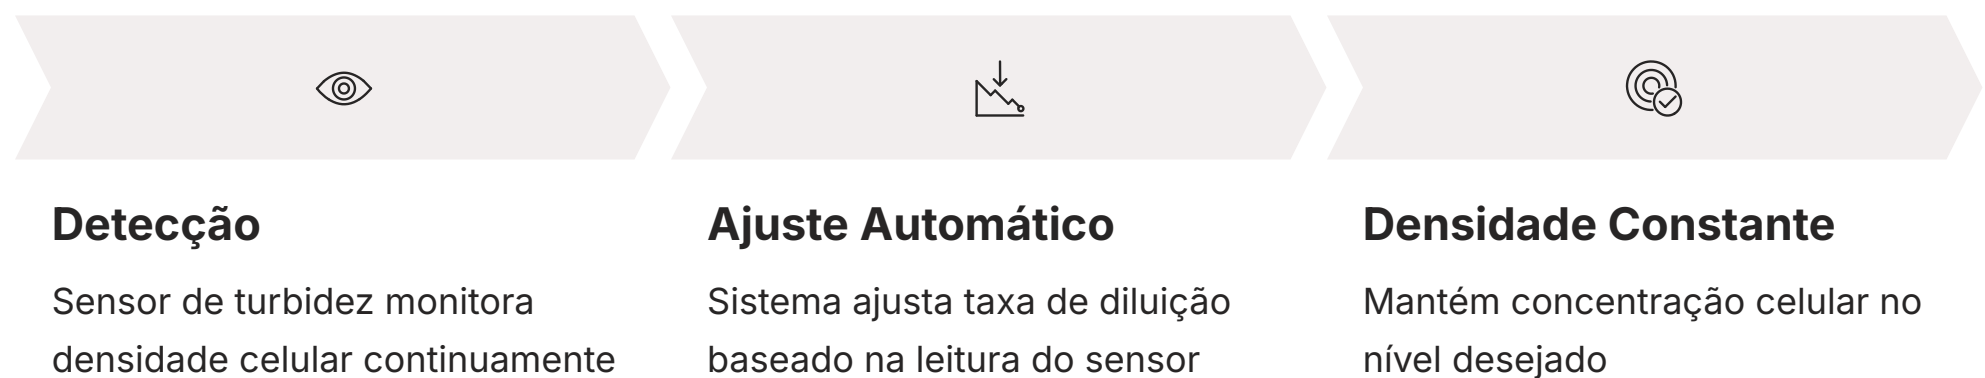 Detecção
Sensor de turbidez monitora
densidade celular continuamente
Ajuste Automático
Sistema ajusta taxa de diluição
baseado na leitura do sensor
Densidade Constante
Mantém concentração celular no
nível desejado